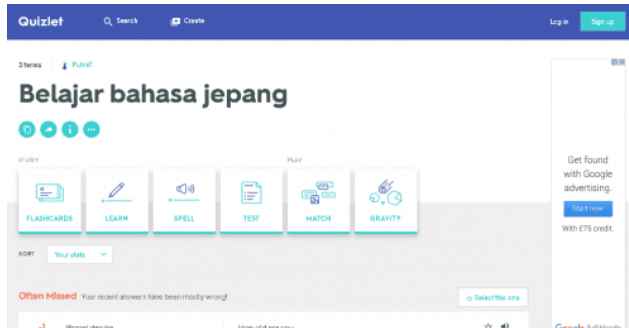 Quizlet Search Create Log in Sign up
3 terms
Belajar bahasa jepang
STUDY PLAY
FLASHCARDS LEARN SPELL TEST MATCH GRAVITY
SORT Your stats
Often Missed Your recent answers have been mostly wrong! Select this one
Get found
with Google
advertising.
Start now
With £75 credit.
Google AdWords